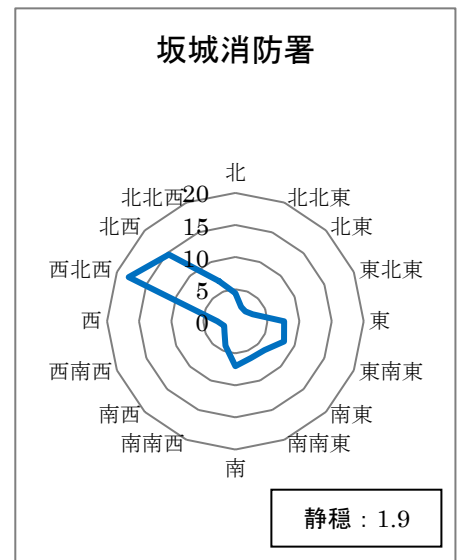 坂城消防署
北
北北西 20 北北東
北西 15 北東
西北西 10 東北東
5
西 0 東
西南西 東南東
南西 南東
南南西 南南東
南
静穏：1.9